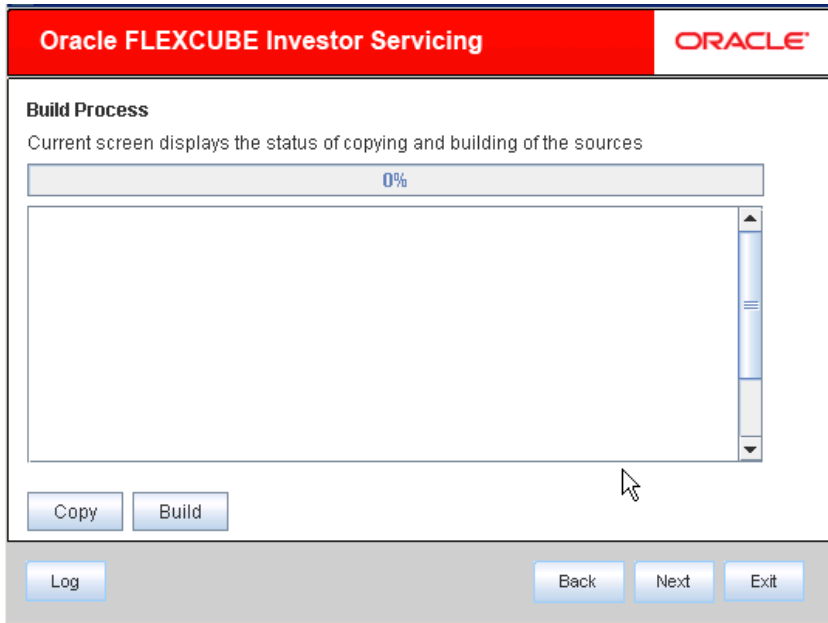 Oracle FLEXCUBE Investor Servicing
ORACLE
Build Process
Current screen displays the status of copying and building of the sources
0%
Copy
Build
Log
Back
Next
Exit